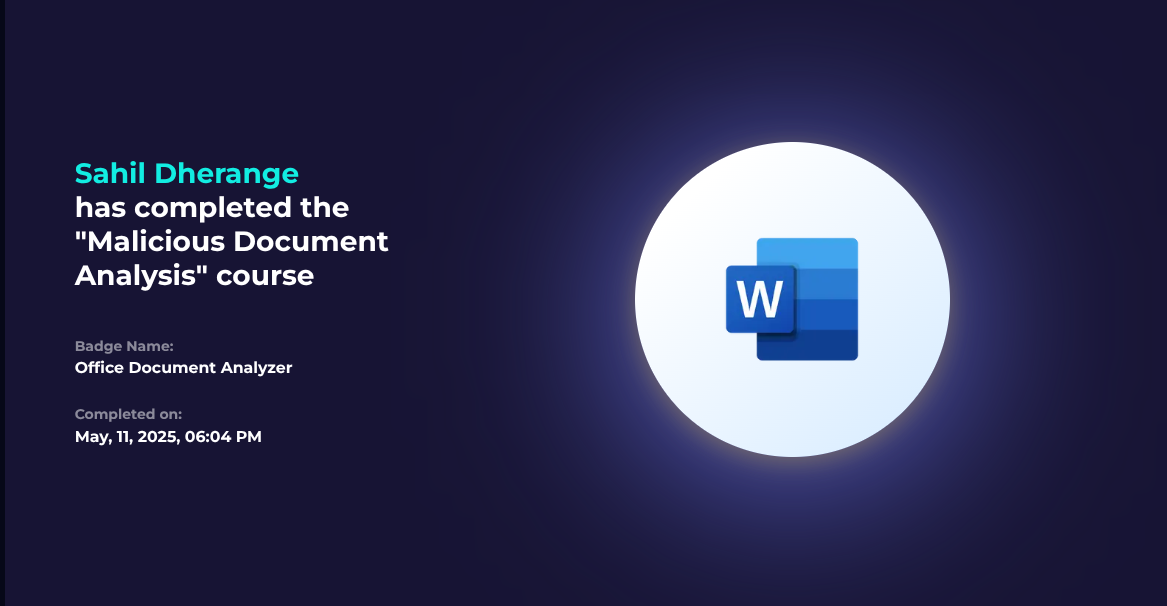 Sahil Dherange
has completed the
"Malicious Document
Analysis" course
Badge Name:
Office Document Analyzer
Completed on:
May, 11, 2025, 06:04 PM
W